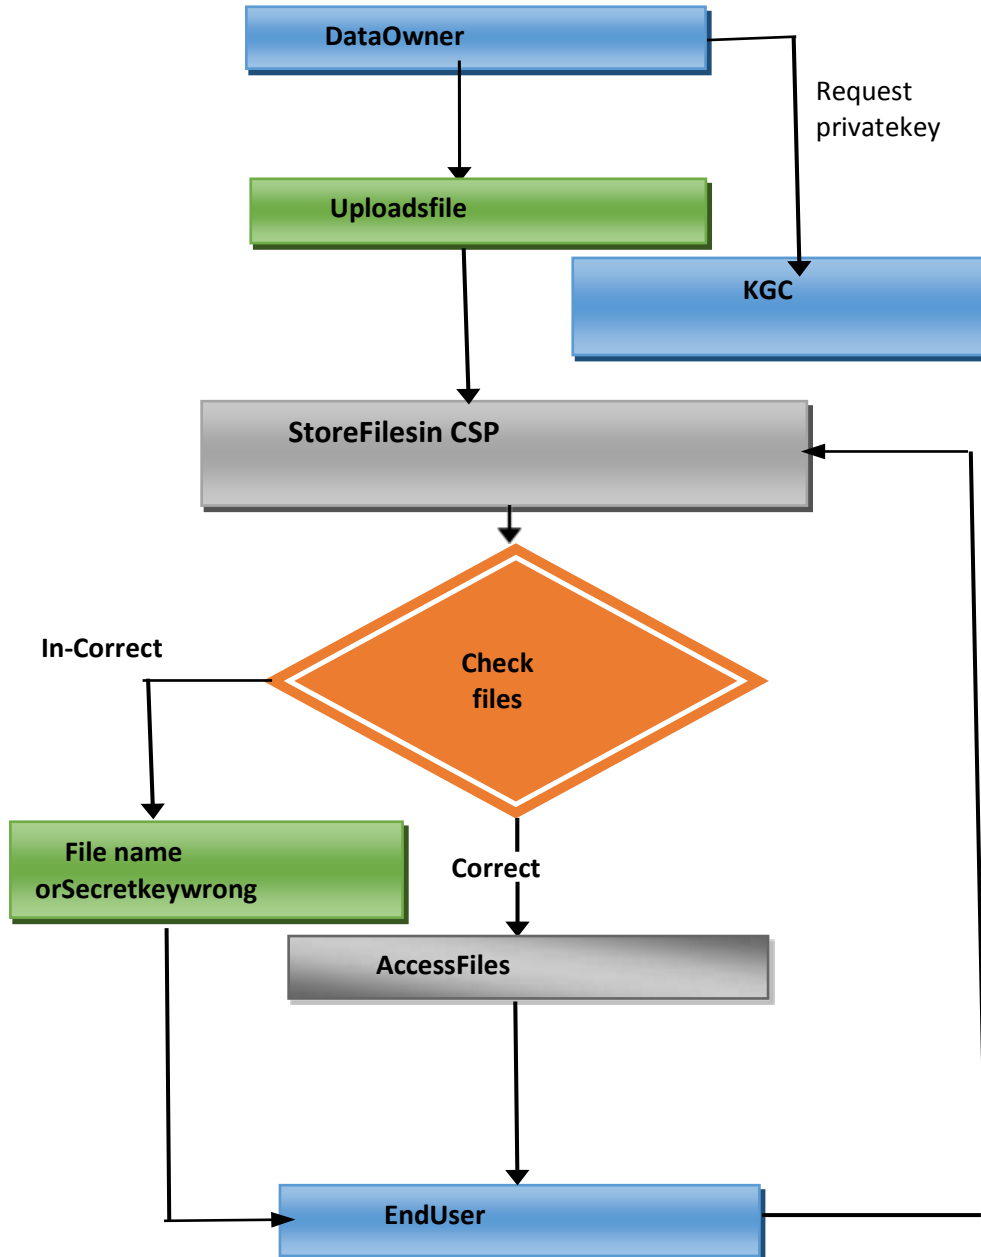 DataOwner
Request
privatekey
Uploadsfile
KGC
StoreFilesin CSP
In-Correct
Check
files
File name
orSecretkeywrong
Correct
AccessFiles
EndUser